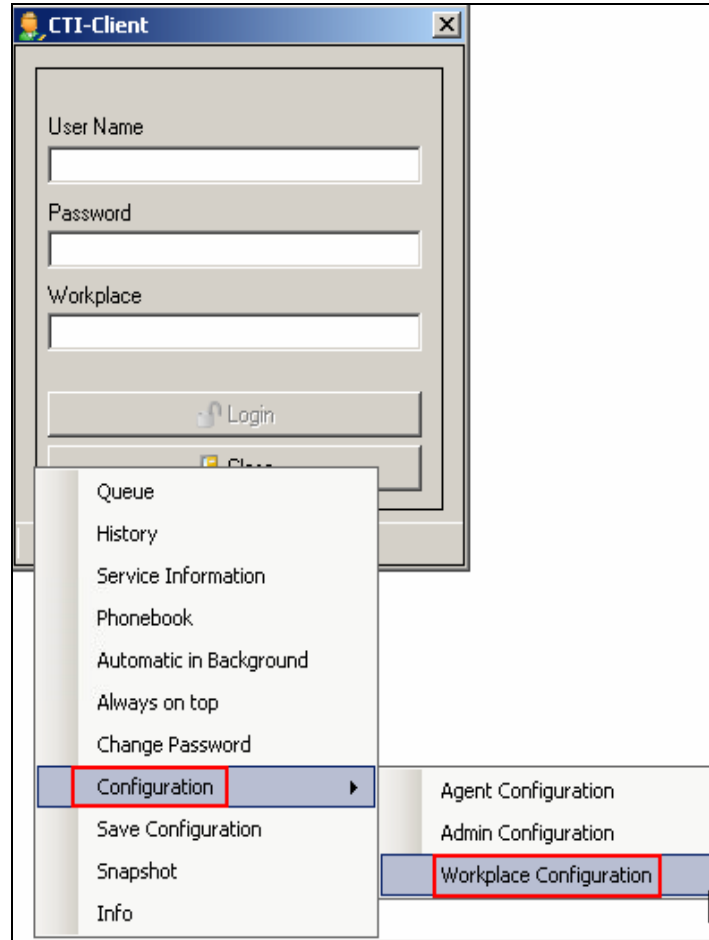 CTI-Client
User Name
Password
Workplace
Login
Queue
History
Service Information
Phonebook
Automatic in Background
Always on top
Change Password
Configuration
Save Configuration
Snapshot
Info
Agent Configuration
Admin Configuration
Workplace Configuration